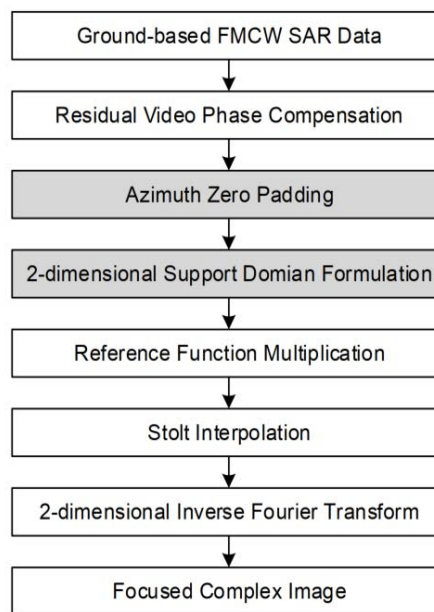 Ground-based FMCW SAR Data
Residual Video Phase Compensation
Azimuth Zero Padding
2-dimensional Support Domian Formulation
Reference Function Multiplication
Stolt Interpolation
2-dimensional Inverse Fourier Transform
Focused Complex Image